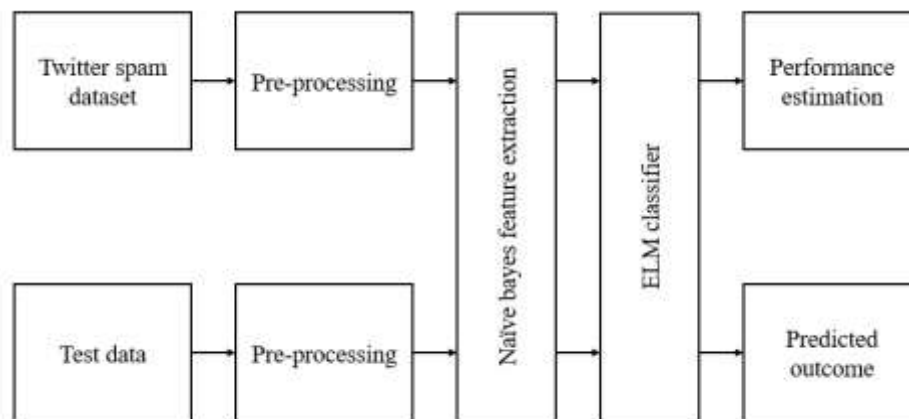 Twitter spam
dataset
Pre-processing
Naïve bayes feature extraction
ELM classifier
Performance
estimation
Test data
Pre-processing
Predicted
outcome